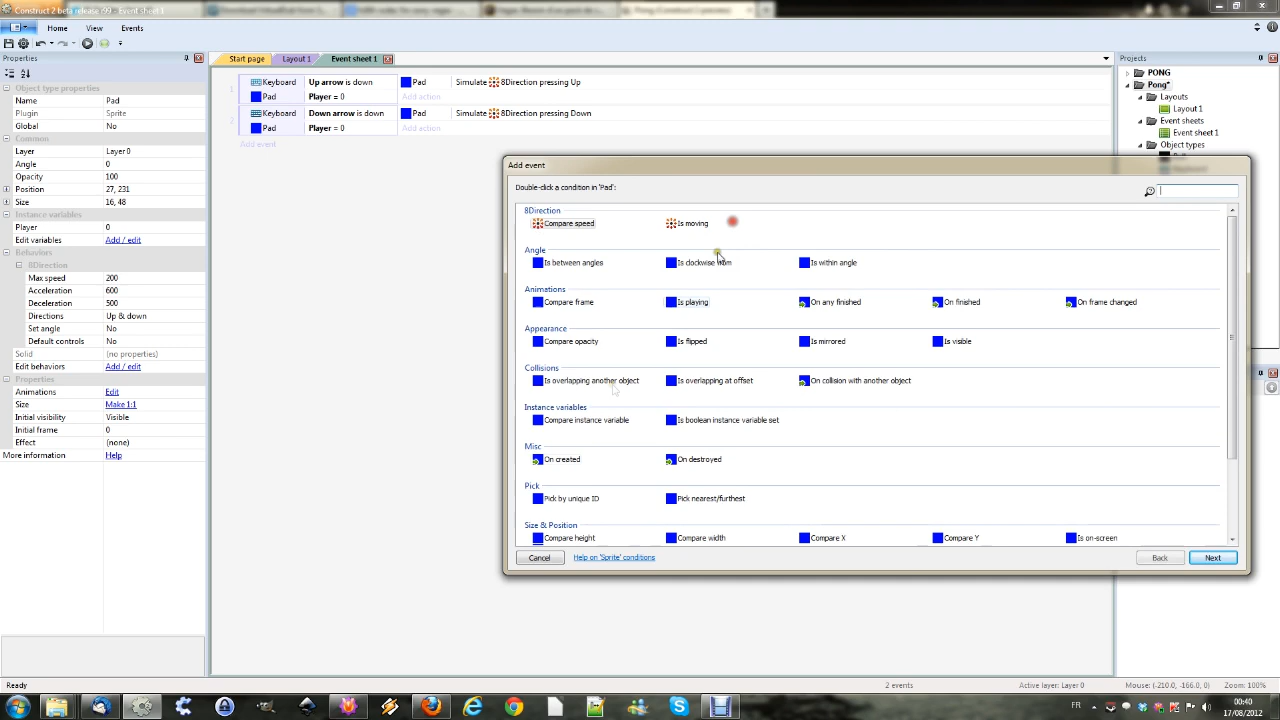 Construct 2 beta release r99 - Event sheet 1
Home View Events
Properties
Object type properties
Name Pad
Plugin Sprite
Global No
Common
Layer Layer 0
Angle 0
Opacity 100
Position 27, 231
Size 16, 48
Instance variables
Player 0
Edit variables Add / edit
Behaviors
8Direction
Max speed 200
Acceleration 600
Deceleration 500
Directions Up & down
Set angle No
Default controls No
Solid (no properties)
Edit behaviors Add / edit
Properties
Animations Edit
Size Make 1:1
Initial visibility Visible
Initial frame 0
Effect (none)
More information Help
Start page Layout 1 Event sheet 1
1 Keyboard Up arrow is down Pad Simulate 8Direction pressing Up
Pad Player = 0 Add action
2 Keyboard Down arrow is down Pad Simulate 8Direction pressing Down
Pad Player = 0 Add action
Add event
Projects
PONG
Pong*
Layouts
Layout 1
Event sheets
Event sheet 1
Object types
Add event
Double-click a condition in 'Pad':
8Direction
Compare speed Is moving
Angle
Is between angles Is clockwise from Is within angle
Animations
Compare frame Is playing On any finished On finished On frame changed
Appearance
Compare opacity Is flipped Is mirrored Is visible
Collisions
Is overlapping another object Is overlapping at offset On collision with another object
Instance variables
Compare instance variable Is boolean instance variable set
Misc
On created On destroyed
Pick
Pick by unique ID Pick nearest/furthest
Size & Position
Compare height Compare width Compare X Compare Y Is on-screen
Cancel Help on 'Sprite' conditions Back Next
Ready 2 events Active layer: Layer 0 Mouse: (-210.0, -166.0, 0) Zoom: 100%
FR 00:40
17/08/2012